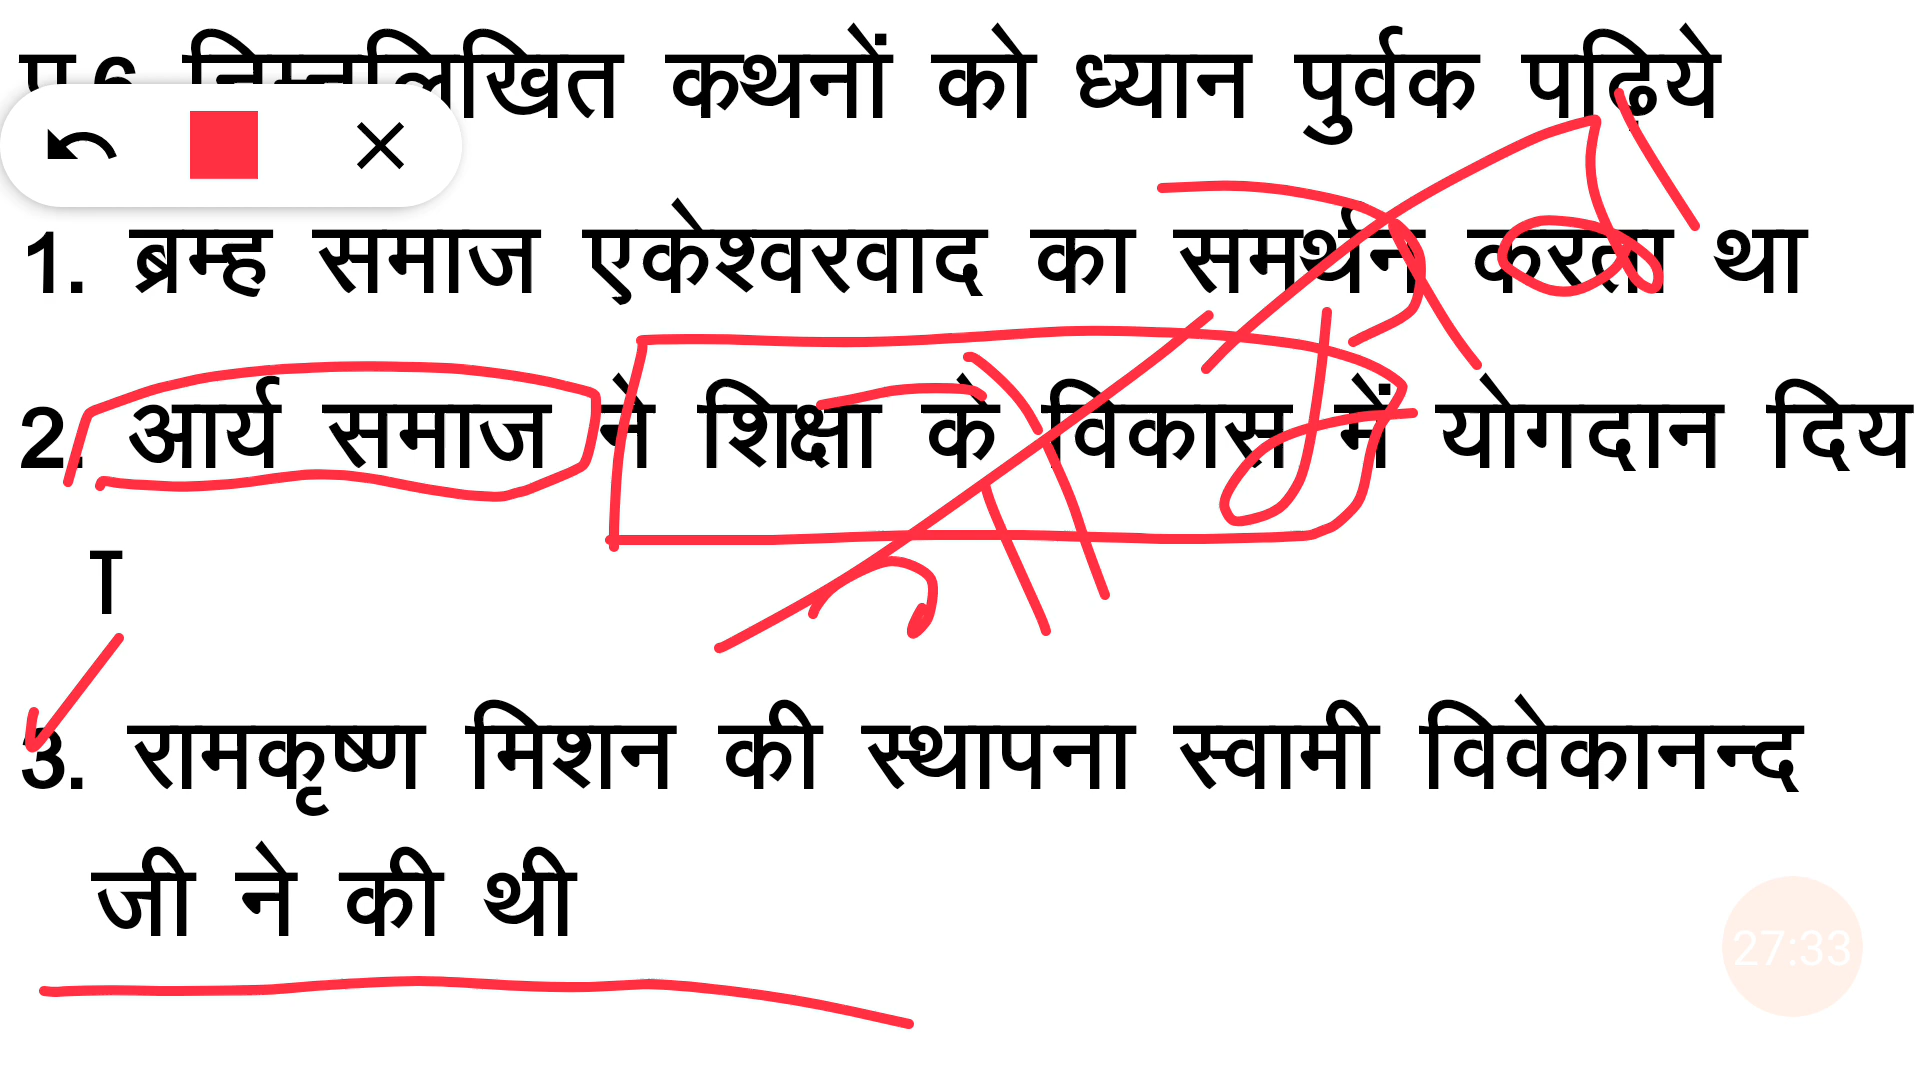 प्र.6 निम्नलिखित कथनों को ध्यान पुर्वक पढ़िये
1. ब्रम्ह समाज एकेश्वरवाद का समर्थन करता था
2. आर्य समाज ने शिक्षा के विकास में योगदान दिय
ा
3. रामकृष्ण मिशन की स्थापना स्वामी विवेकानन्द
जी ने की थी
27:33